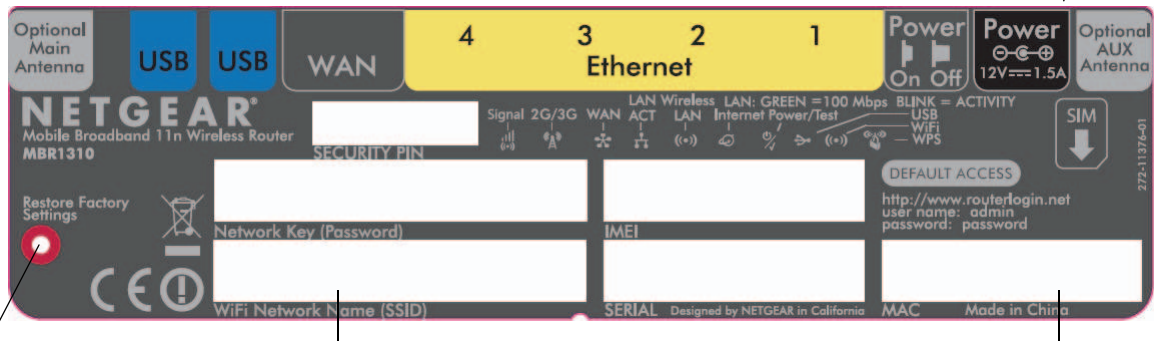 Optional
Main
Antenna
USB
USB
WAN
4 3 2 1
Ethernet
Power
On Off
Power
12V 1.5A
Optional
AUX
Antenna
NETGEAR®
Mobile Broadband 11n Wireless Router
MBR1310
SECURITY PIN
LAN Wireless LAN: GREEN = 100 Mbps BLINK = ACTIVITY
Signal 2G/3G WAN ACT LAN Internet Power/Test
USB
WiFi
WPS
SIM
272-11376-01
DEFAULT ACCESS
http://www.routerlogin.net
user name: admin
password: password
Restore Factory
Settings
Network Key (Password)
IMEI
WiFi Network Name (SSID)
SERIAL Designed by NETGEAR in California
MAC Made in China
CE